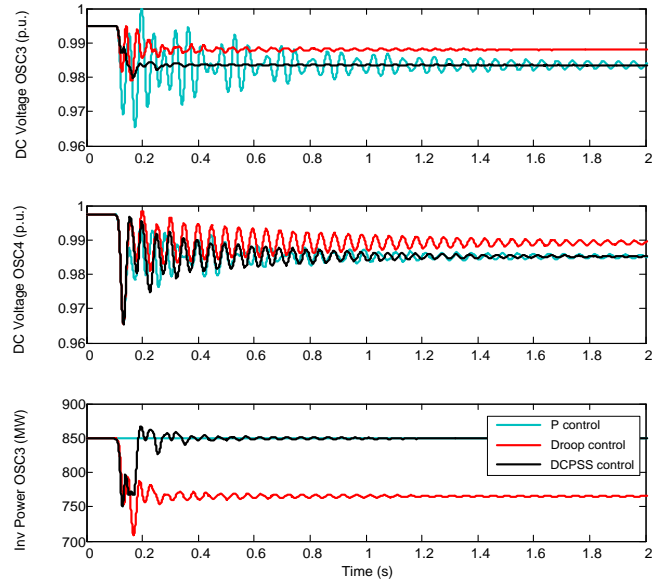 DC Voltage OSC3 (p.u.)
1
0.99
0.98
0.97
0.96
0 0.2 0.4 0.6 0.8 1 1.2 1.4 1.6 1.8 2
DC Voltage OSC4 (p.u.)
1
0.99
0.98
0.97
0.96
0 0.2 0.4 0.6 0.8 1 1.2 1.4 1.6 1.8 2
Inv Power OSC3 (MW)
900
850
800
750
700
P control
Droop control
DCPSS control
0 0.2 0.4 0.6 0.8 1 1.2 1.4 1.6 1.8 2
Time (s)